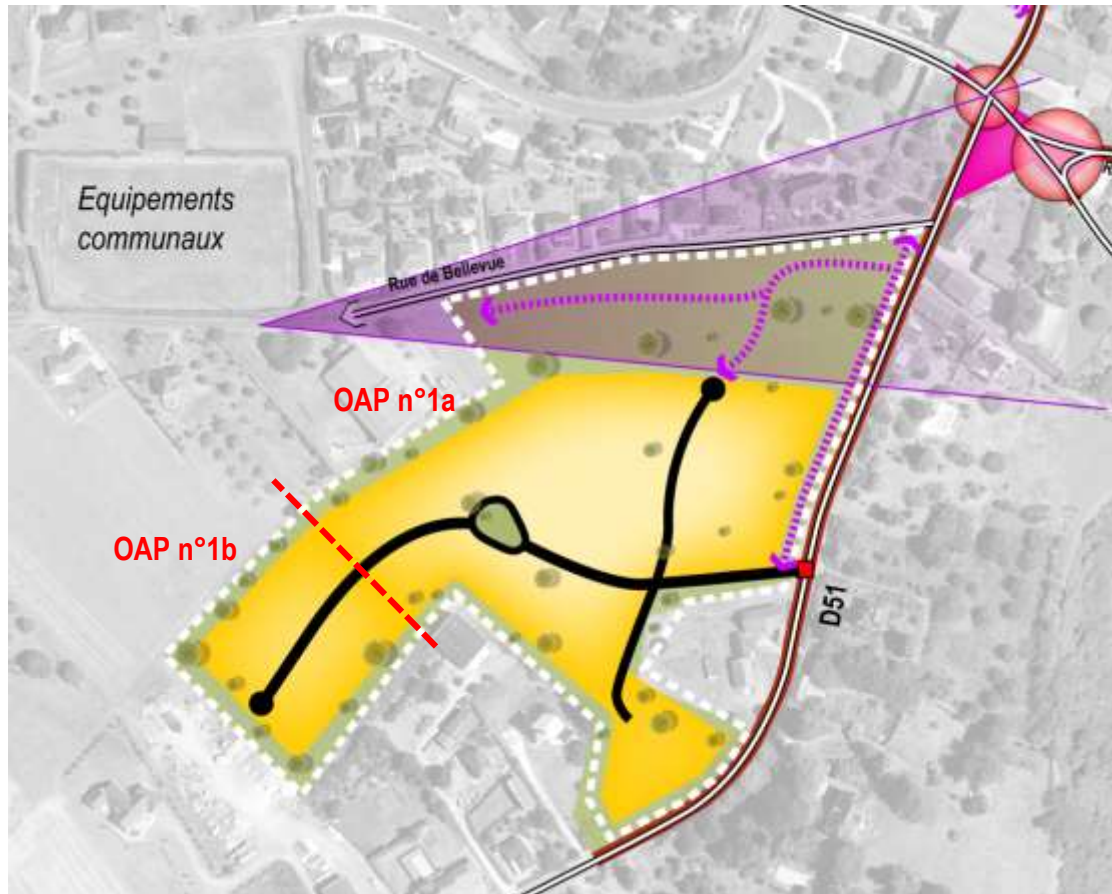 Equipements
communaux
Rue de Bellevue
OAP n°1a
OAP n°1b
D51